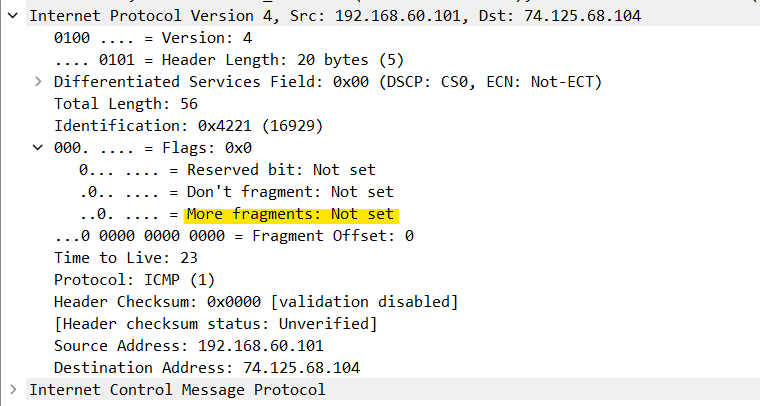 Internet Protocol Version 4, Src: 192.168.60.101, Dst: 74.125.68.104
0100 .... = Version: 4
.... 0101 = Header Length: 20 bytes (5)
Differentiated Services Field: 0x00 (DSCP: CS0, ECN: Not-ECT)
Total Length: 56
Identification: 0x4221 (16929)
000. .... = Flags: 0x0
0... .... = Reserved bit: Not set
.0.. .... = Don't fragment: Not set
..0. .... = More fragments: Not set
...0 0000 0000 0000 = Fragment Offset: 0
Time to Live: 23
Protocol: ICMP (1)
Header Checksum: 0x0000 [validation disabled]
[Header checksum status: Unverified]
Source Address: 192.168.60.101
Destination Address: 74.125.68.104
Internet Control Message Protocol